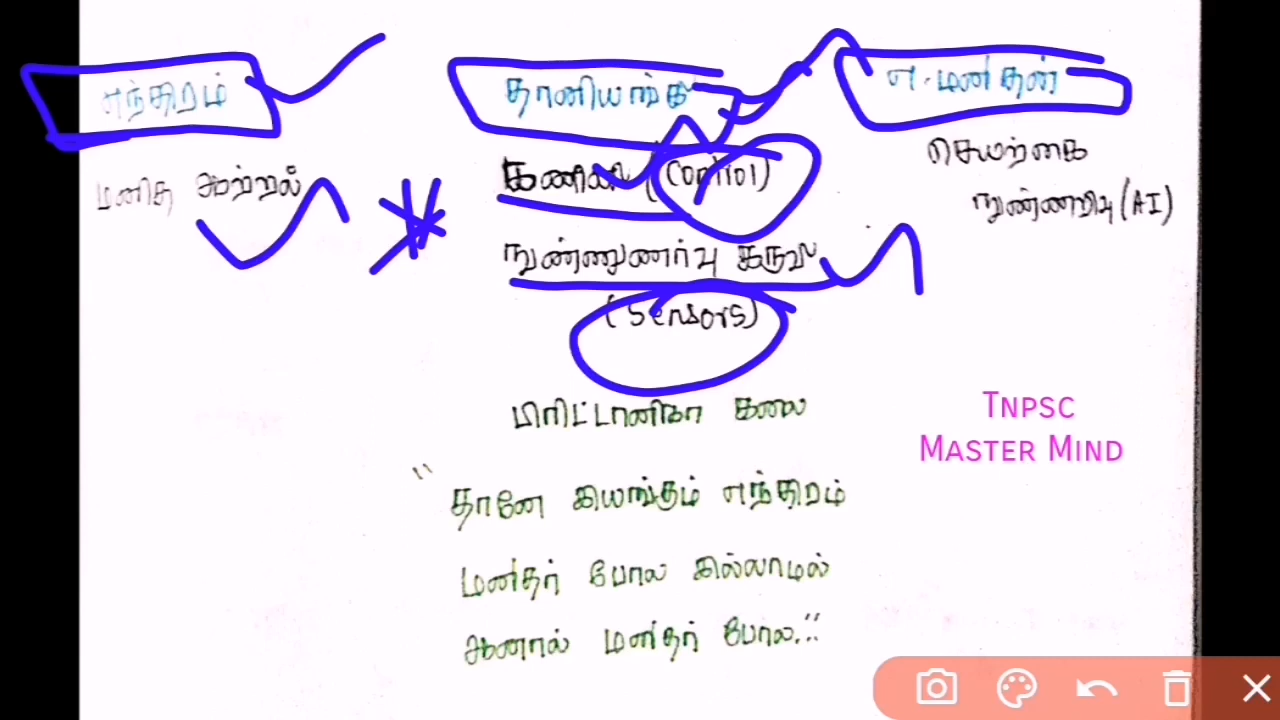 எந்திரம்
தானியங்கி
எ.மனிதன்
மனித ஆற்றல்
கணினி (Control)
செயற்கை
நுண்ணறிவு (AI)
நுண்ணுணர்வு கருவி
(Sensors)
பிரிட்டானிகா கலை
TNPSC
MASTER MIND
"தானே இயங்கும் எந்திரம்
மனிதர் போல இல்லாமல்
ஆனால் மனிதர் போல."